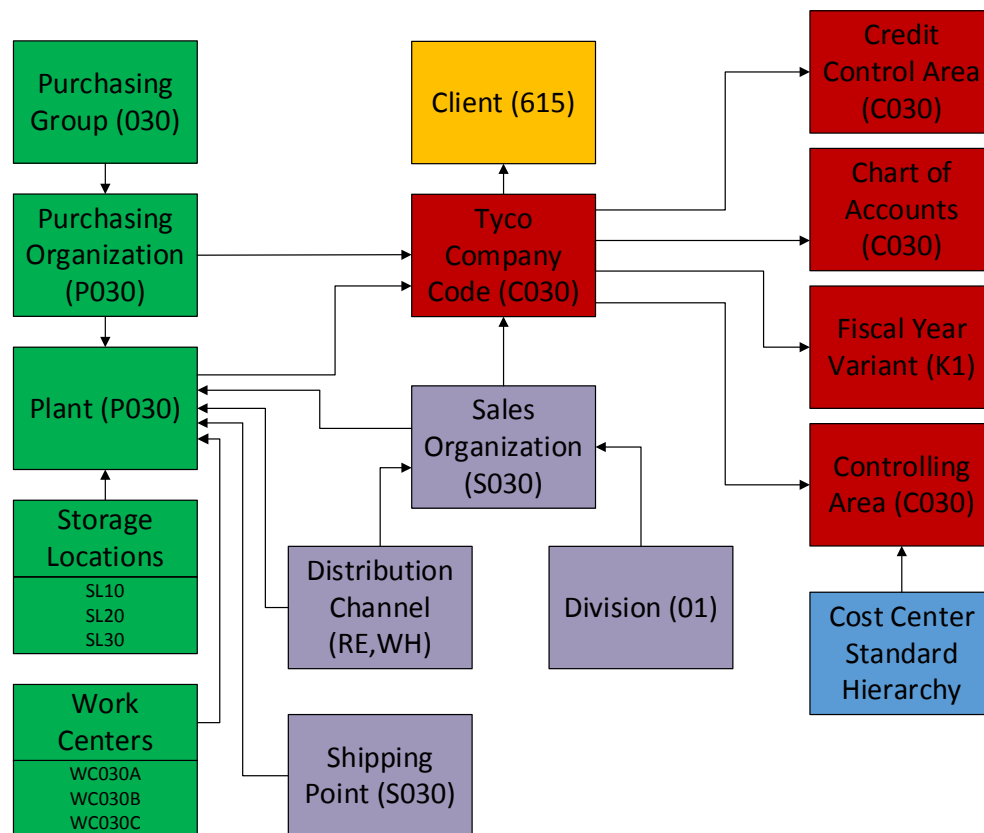 Purchasing
Group (030)
Client (615)
Credit
Control Area
(C030)
Purchasing
Organization
(P030)
Tyco
Company
Code (C030)
Chart of
Accounts
(C030)
Plant (P030)
Sales
Organization
(S030)
Fiscal Year
Variant (K1)
Controlling
Area (C030)
Storage
Locations
SL10
SL20
SL30
Distribution
Channel
(RE,WH)
Division (01)
Cost Center
Standard
Hierarchy
Work
Centers
WC030A
WC030B
WC030C
Shipping
Point (S030)